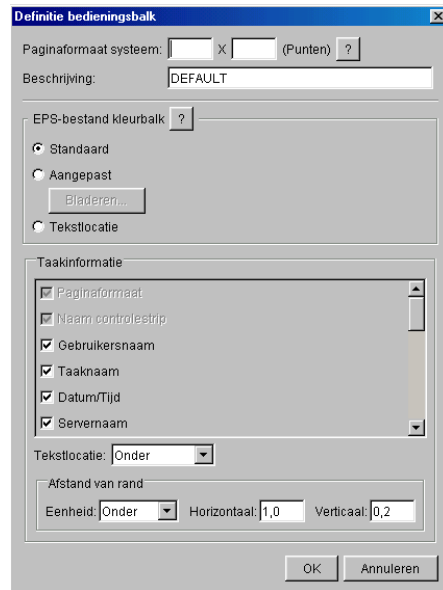 Definitie bedieningsbalk
Paginaformaat systeem: X (Punten) ?
Beschrijving: DEFAULT
EPS-bestand kleurbalk ?
Standaard
Aangepast
Bladeren...
Tekstlocatie
Taakinformatie
Paginaformaat
Naam controlestrip
Gebruikersnaam
Taaknaam
Datum/Tijd
Servernaam
Tekstlocatie: Onder
Afstand van rand
Eenheid: Onder Horizontaal: 1,0 Verticaal: 0,2
OK Annuleren